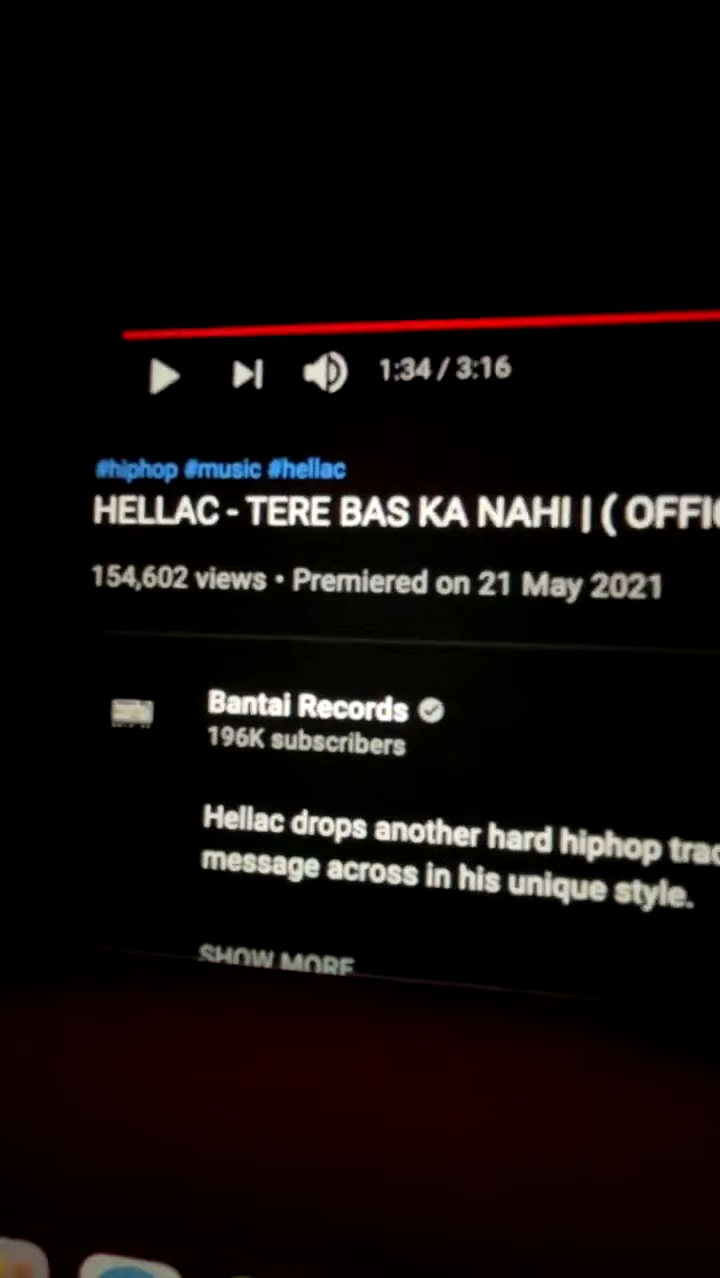 1:34 / 3:16
#hiphop #music #hellac
HELLAC - TERE BAS KA NAHI | ( OFFIC
154,602 views • Premiered on 21 May 2021
Bantai Records
196K subscribers
Hellac drops another hard hiphop trac
message across in his unique style.
SHOW MORE